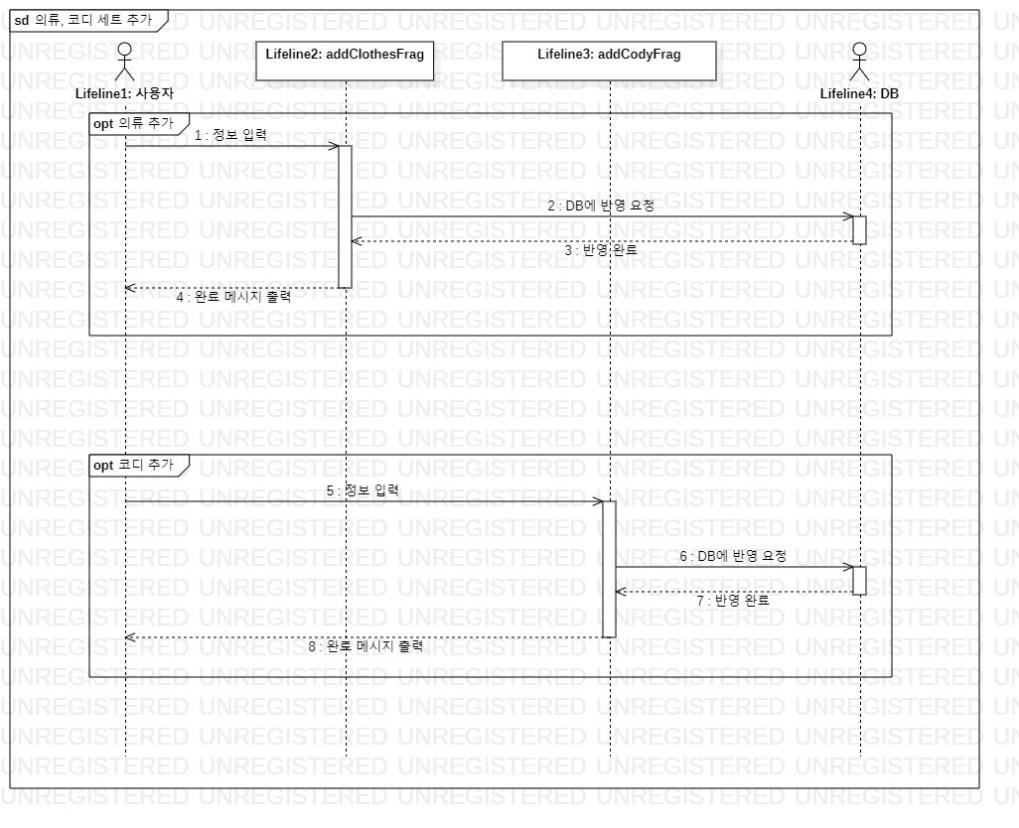 sd 의류, 코디 세트 추가
Lifeline2: addClothesFrag
Lifeline3: addCodyFrag
Lifeline1: 사용자
Lifeline4: DB
opt 의류 추가
1 : 정보 입력
2 : DB에 반영 요청
3 : 반영 완료
4 : 완료 메시지 출력
opt 코디 추가
5 : 정보 입력
6 : DB에 반영 요청
7 : 반영 완료
8 : 완료 메시지 출력
UNREGISTERED